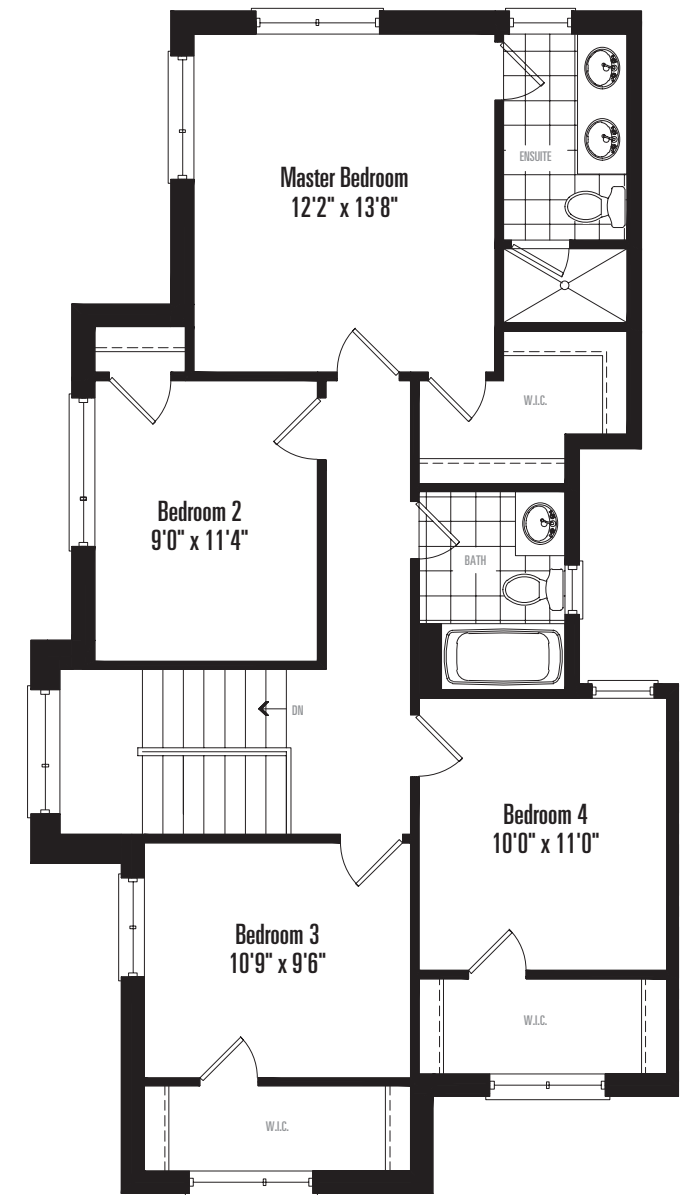 Master Bedroom
12'2" x 13'8"
ENSUITE
W.I.C.
Bedroom 2
9'0" x 11'4"
BATH
DN
Bedroom 4
10'0" x 11'0"
Bedroom 3
10'9" x 9'6"
W.I.C.
W.I.C.